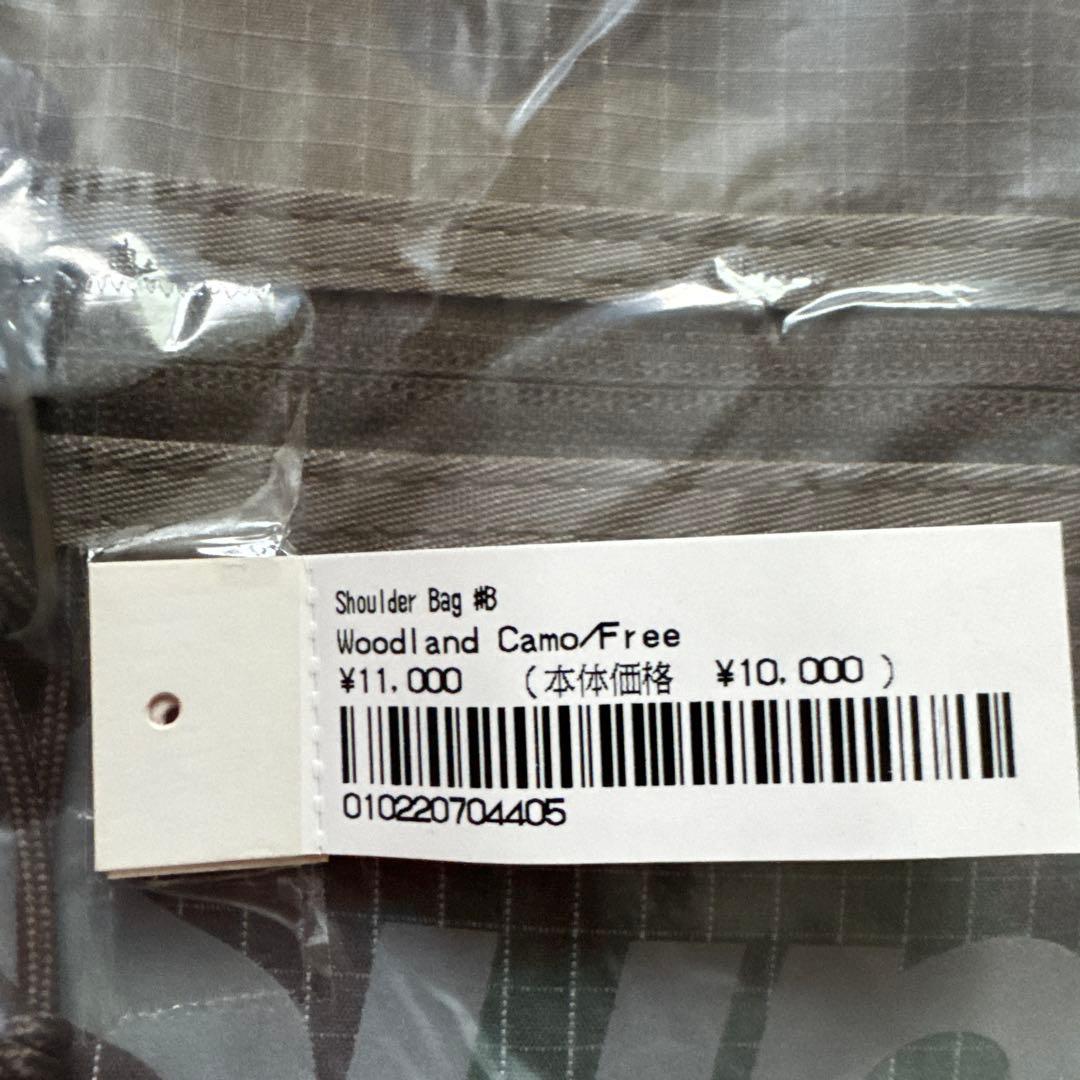 Shoulder Bag #B
Woodland Camo/Free
¥11,000 (本体価格 ¥10,000 )
010220704405